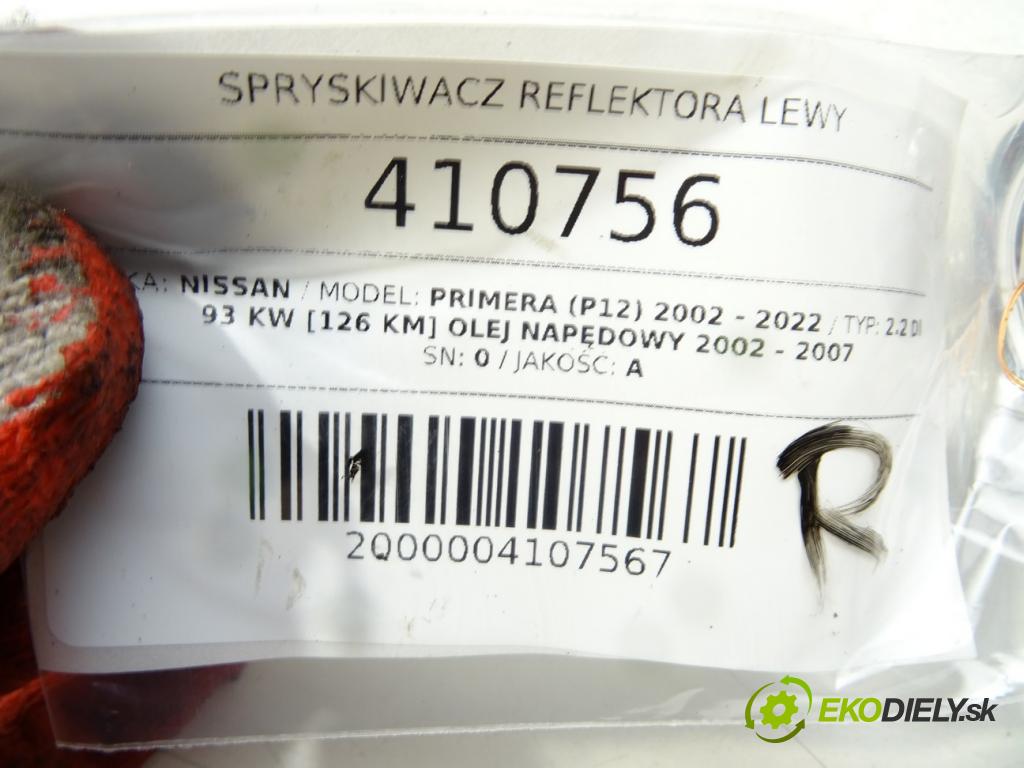 SPRYSKIWACZ REFLEKTORA LEWY
410756
KA: NISSAN / MODEL: PRIMERA (P12) 2002 - 2022 / TYP: 2.2 DI
93 KW [126 KM] OLEJ NAPĘDOWY 2002 - 2007
SN: 0 / JAKOŚĆ: A
R
2000004107567
EKODIELY.sk